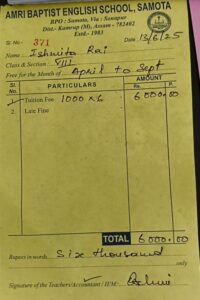 AMRI BAPTIST ENGLISH SCHOOL, SAMOTA
RPO : Samota, Via : Sonapur
Dist.- Kamrup (M), Assam - 782402
Estd.- 1983
Sl. No.- 371 Date 13/6/25
Name Ishmita Rai
Class & Section VIII
Free for the Month of April to Sept
Sl. No. PARTICULARS AMOUNT
Rs. P.
1. Tuition Fee 1000 x 6 6000.00
2. Late Fine
TOTAL 6000.00
Rupees in words Six thousand
only
Signature of the Teachers/Accountant / H/M-